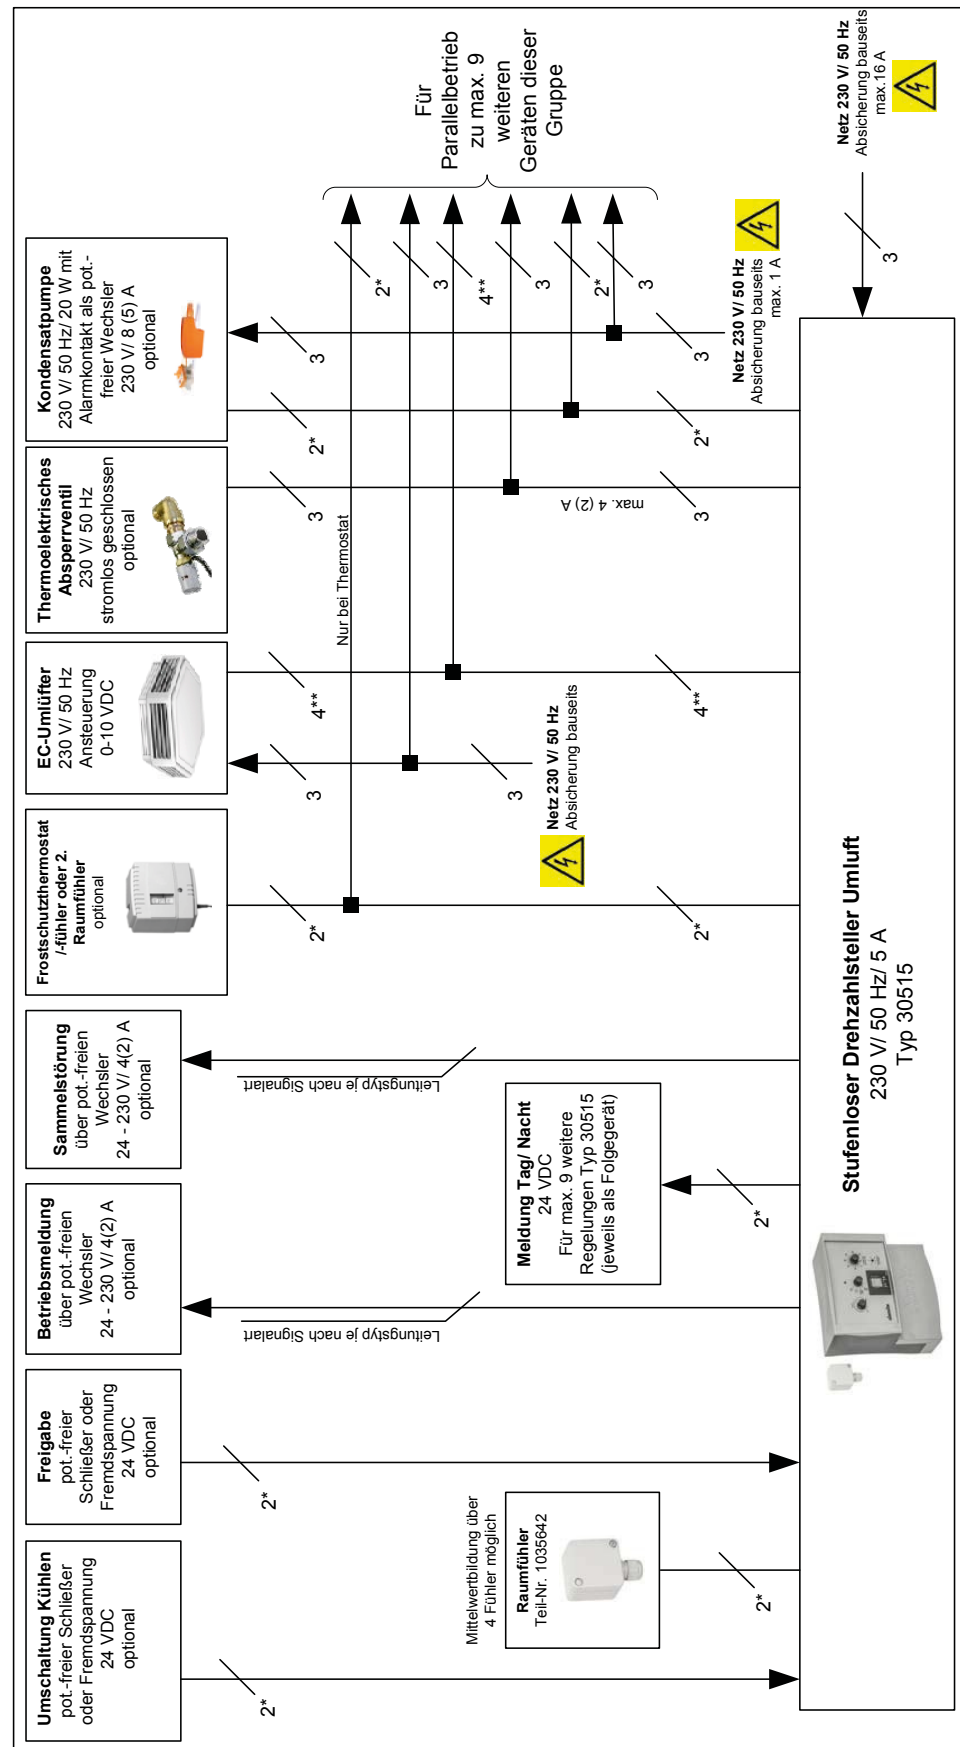 Umschaltung Kühlen
pot.-freier Schließer
oder Fremdspannung
24 VDC
optional
2*
Freigabe
pot.-freier
Schließer oder
Fremdspannung
24 VDC
optional
2*
Betriebsmeldung
über pot.-freien
Wechsler
24 - 230 V/ 4(2) A
optional
Leitungstyp je nach Signalart
Sammelstörung
über pot.-freien
Wechsler
24 - 230 V/ 4(2) A
optional
Leitungstyp je nach Signalart
Frostschutzthermostat
/-fühler oder 2.
Raumfühler
optional
2*
2*
EC-Umlüfter
230 V/ 50 Hz
Ansteuerung
0-10 VDC
3
4**
3
4**
Netz 230 V/ 50 Hz
Absicherung bauseits
Thermoelektrisches
Absperrventil
230 V/ 50 Hz
stromlos geschlossen
optional
3
max. 4 (2) A
3
Kondensatpumpe
230 V/ 50 Hz/ 20 W mit
Alarmkontakt als pot.-
freier Wechsler
230 V/ 8 (5) A
optional
2*
3
2*
3
Netz 230 V/ 50 Hz
Absicherung bauseits
max. 1 A
Nur bei Thermostat
2*
3
4**
3
2*
3
Für
Parallelbetrieb
zu max. 9
weiteren
Geräten dieser
Gruppe
Mittelwertbildung über
4 Fühler möglich
Raumfühler
Teil-Nr. 1035642
2*
Meldung Tag/ Nacht
24 VDC
Für max. 9 weitere
Regelungen Typ 30515
(jeweils als Folgegerät)
2*
Netz 230 V/ 50 Hz
Absicherung bauseits
max.16 A
3
Stufenloser Drehzahlsteller Umluft
230 V/ 50 Hz/ 5 A
Typ 30515